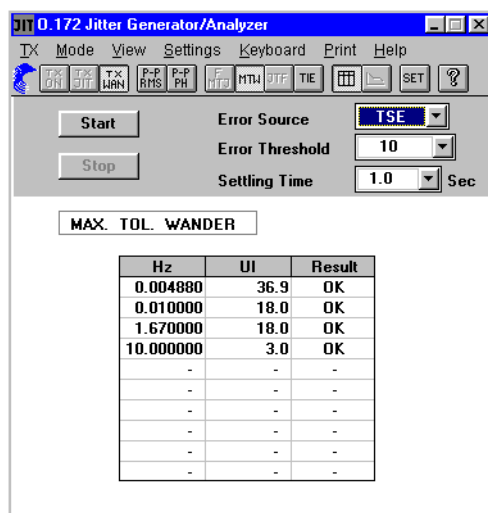 JIT O.172 Jitter Generator/Analyzer
TX Mode View Settings Keyboard Print Help
TX ON TX JIT TX WAN P-P RMS P-P PH F MTJ MTW JTF TIE SET ?
Start
Error Source TSE
Error Threshold 10
Stop
Settling Time 1.0 Sec
MAX. TOL. WANDER
Hz UI Result
0.004880 36.9 OK
0.010000 18.0 OK
1.670000 18.0 OK
10.000000 3.0 OK
- - -
- - -
- - -
- - -
- - -
- - -